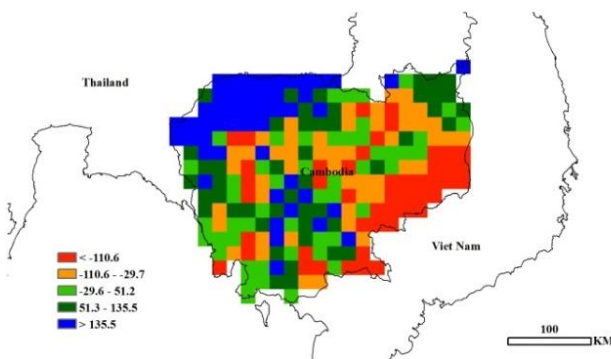 Thailand
Cambodia
Viet Nam
< -110.6
-110.6 - -29.7
-29.6 - 51.2
51.3 - 135.5
> 135.5
100
KM